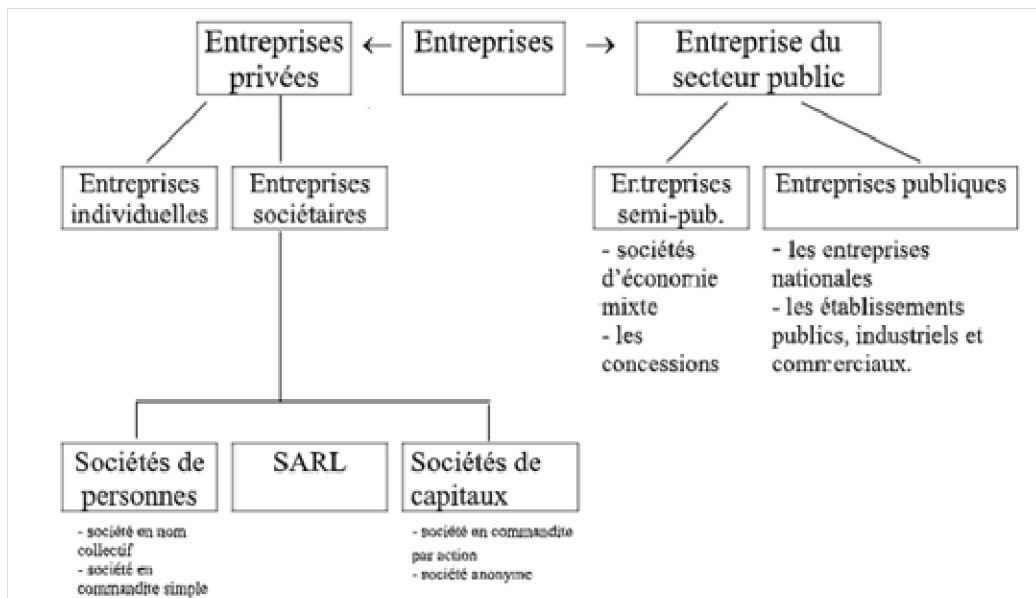 Entreprises
privées
← Entreprises →
Entreprise du
secteur public
Entreprises
individuelles
Entreprises
sociétaires
Er.treprises
semi-pub.
- sociétés
d'économie
mixte
- les
concessions
Entreprises publiques
- les entreprises
nationales
- les établissements
publics, industriels et
commerciaux.
Sociétés de
personnes
- société en nom
collectif
- société en
commandite simple
SARL
Sociétés de
capitaux
- société en commandite
par action
- société anonyme